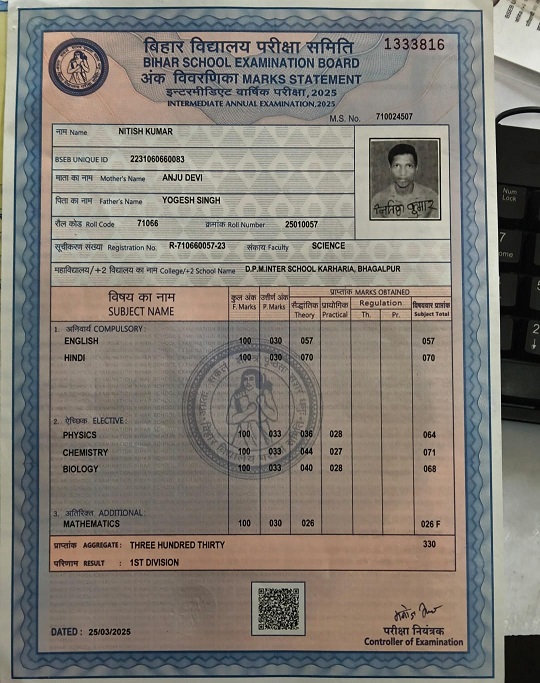 बिहार विद्यालय परीक्षा समिति 1333816
BIHAR SCHOOL EXAMINATION BOARD
अंक विवरणिका MARKS STATEMENT
इन्टरमीडिएट वार्षिक परीक्षा, 2025
INTERMEDIATE ANNUAL EXAMINATION, 2025
M.S. No. 710024507
नाम Name NITISH KUMAR
BSEB UNIQUE ID 2231060660083
माता का नाम Mother's Name ANJU DEVI
पिता का नाम Father's Name YOGESH SINGH
रौल कोड Roll Code 71066 क्रमांक Roll Number 25010057
सूचीकरण संख्या Registration No. R-710660057-23 संकाय Faculty SCIENCE
महाविद्यालय/+2 विद्यालय का नाम College/+2 School Name D.P.M.INTER SCHOOL KARHARIA, BHAGALPUR
विषय का नाम SUBJECT NAME कुल अंक F. Marks उत्तीर्ण अंक P. Marks प्राप्तांक MARKS OBTAINED
सैद्धांतिक Theory प्रायोगिक Practical Regulation Th. Pr. विषयवार प्राप्तांक Subject Total
1. अनिवार्य COMPULSORY:
ENGLISH 100 030 057 057
HINDI 100 030 070 070
2. ऐच्छिक ELECTIVE:
PHYSICS 100 033 036 028 064
CHEMISTRY 100 033 044 027 071
BIOLOGY 100 033 040 028 068
3. अतिरिक्त ADDITIONAL:
MATHEMATICS 100 030 026 026 F
प्राप्तांक AGGREGATE : THREE HUNDRED THIRTY 330
परिणाम RESULT : 1ST DIVISION
DATED : 25/03/2025
परीक्षा नियंत्रक
Controller of Examination
Num
Lock
7
Home
2